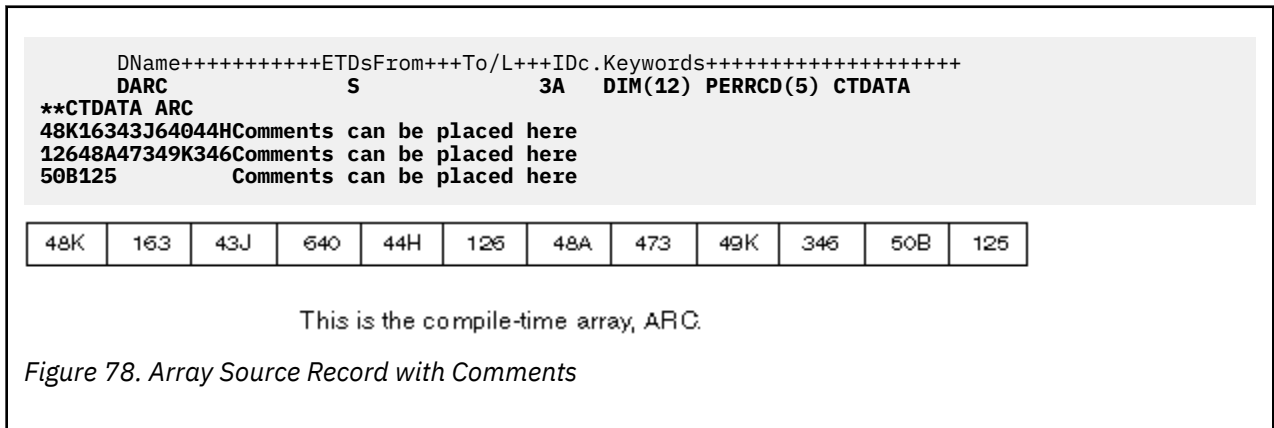 DName+++++++++++ETDsFrom+++To/L+++IDc.Keywords++++++++++++++++++++
DARC                S                 3A   DIM(12) PERRCD(5) CTDATA
**CTDATA ARC
48K16343J64044HComments can be placed here
12648A47349K346Comments can be placed here
50B125         Comments can be placed here
48K 163 43J 640 44H 126 48A 473 49K 346 50B 125
This is the compile-time array, ARC.
Figure 78. Array Source Record with Comments